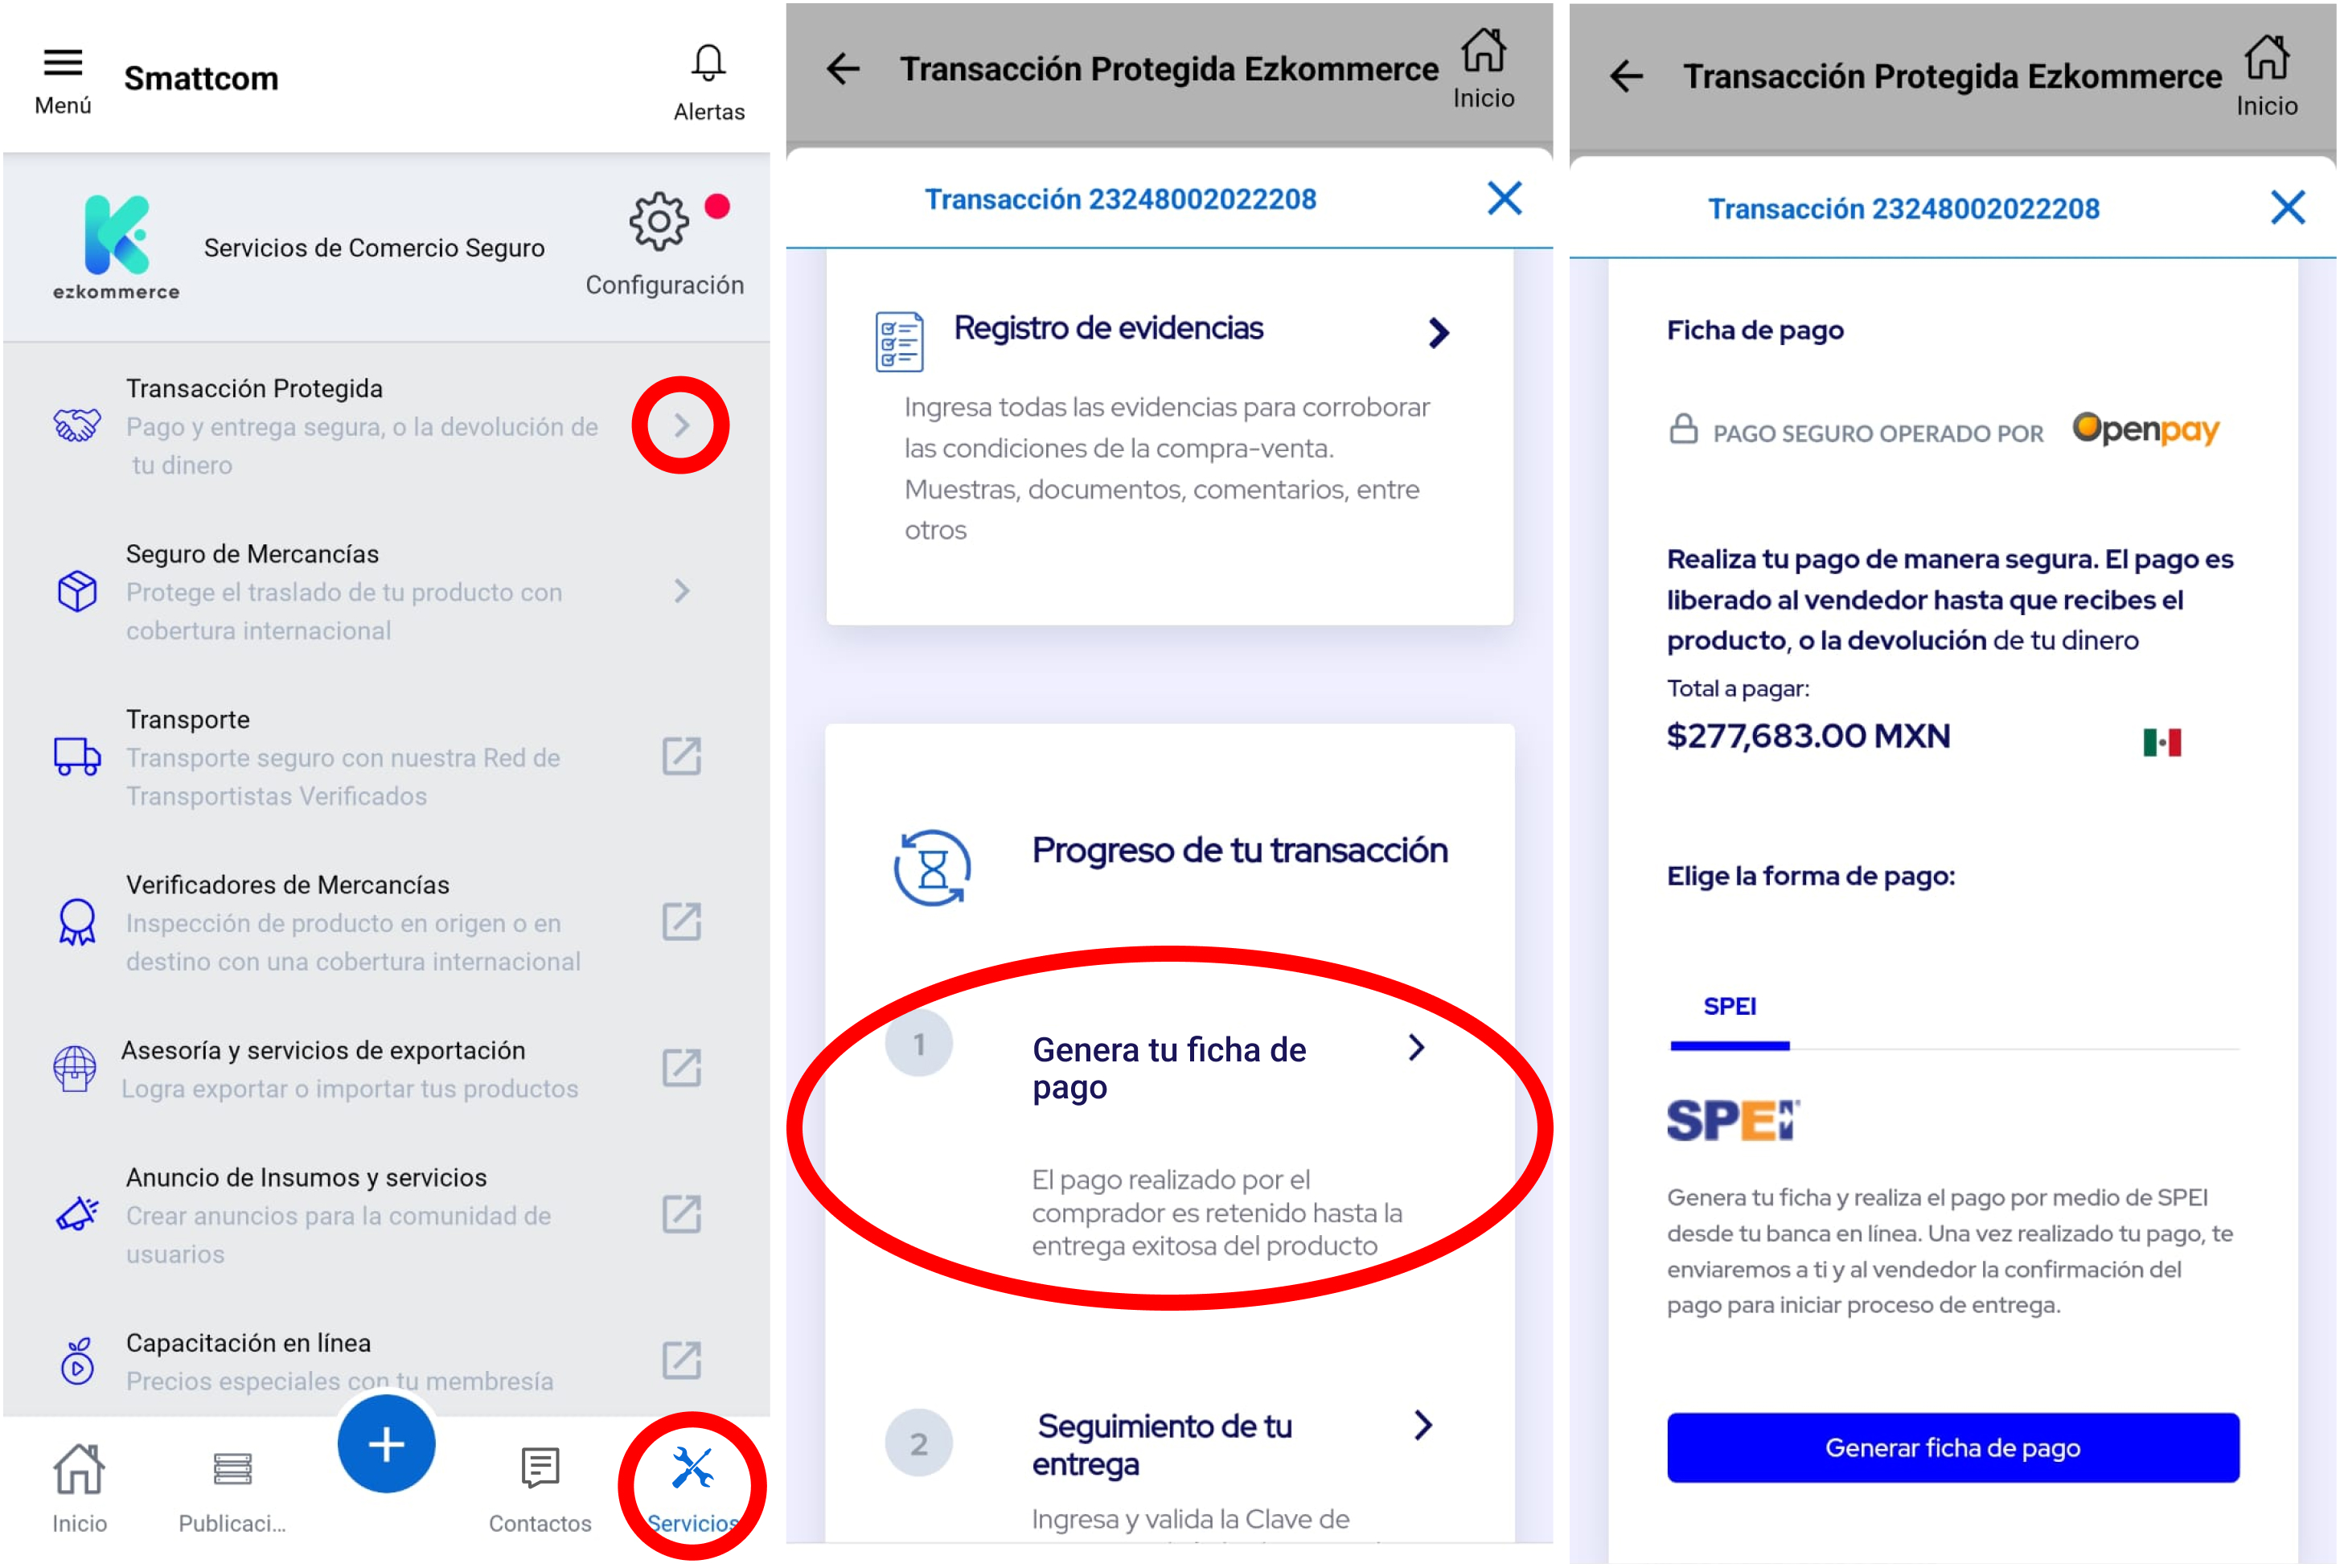 Menú
Smattcom
Alertas
ezkommerce
Servicios de Comercio Seguro
Configuración
Transacción Protegida
Pago y entrega segura, o la devolución de
tu dinero
Seguro de Mercancías
Protege el traslado de tu producto con
cobertura internacional
Transporte
Transporte seguro con nuestra Red de
Transportistas Verificados
Verificadores de Mercancías
Inspección de producto en origen o en
destino con una cobertura internacional
Asesoría y servicios de exportación
Logra exportar o importar tus productos
Anuncio de Insumos y servicios
Crear anuncios para la comunidad de
usuarios
Capacitación en línea
Precios especiales con tu membresía
Inicio
Publicaci...
Contactos
Servicios
Transacción Protegida Ezkommerce
Inicio
Transacción 23248002022208
Registro de evidencias
Ingresa todas las evidencias para corroborar
las condiciones de la compra-venta.
Muestras, documentos, comentarios, entre
otros
Progreso de tu transacción
1
Genera tu ficha de
pago
El pago realizado por el
comprador es retenido hasta la
entrega exitosa del producto
2
Seguimiento de tu
entrega
Ingresa y valida la Clave de
Transacción Protegida Ezkommerce
Inicio
Transacción 23248002022208
Ficha de pago
PAGO SEGURO OPERADO POR Openpay
Realiza tu pago de manera segura. El pago es
liberado al vendedor hasta que recibes el
producto, o la devolución de tu dinero
Total a pagar:
$277,683.00 MXN
Elige la forma de pago:
SPEI
SPEI
Genera tu ficha y realiza el pago por medio de SPEI
desde tu banca en línea. Una vez realizado tu pago, te
enviaremos a ti y al vendedor la confirmación del
pago para iniciar proceso de entrega.
Generar ficha de pago